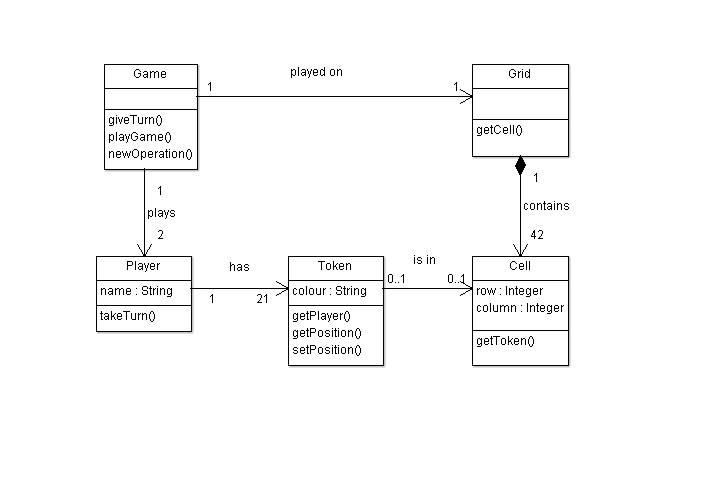 Game
giveTurn()
playGame()
newOperation()
played on
1
1
Grid
getCell()
1
plays
2
1
contains
42
Player
name : String
takeTurn()
has
1
21
Token
colour : String
getPlayer()
getPosition()
setPosition()
is in
0..1
0..1
Cell
row : Integer
column : Integer
getToken()